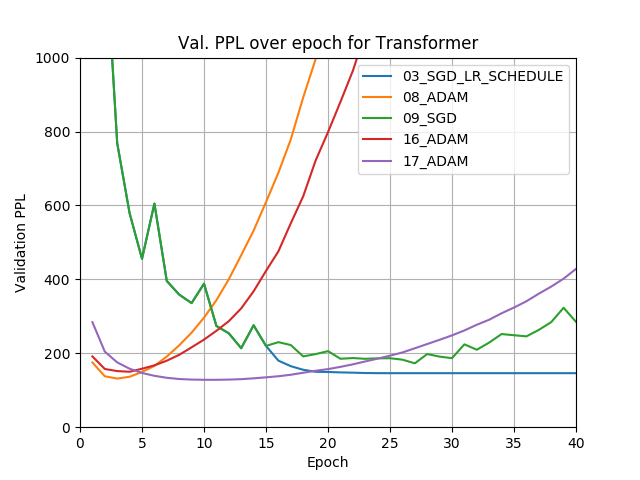 Val. PPL over epoch for Transformer
1000
800
600
400
200
0
Validation PPL
03_SGD_LR_SCHEDULE
08_ADAM
09_SGD
16_ADAM
17_ADAM
0 5 10 15 20 25 30 35 40
Epoch